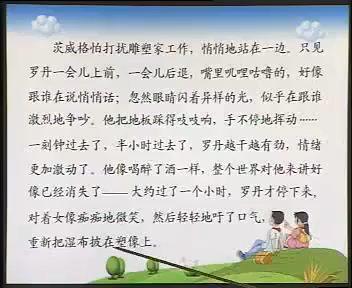 茨威格怕打扰雕塑家工作，悄悄地站在一边。只见
罗丹一会儿上前，一会儿后退，嘴里叽哩咕噜的，好像
跟谁在说悄悄话；忽然眼睛闪着异样的光，似乎在跟谁
激烈地争吵。他把地板踩得吱吱响，手不停地挥动……
一刻钟过去了，半小时过去了，罗丹越干越有劲，情绪
更加激动了。他像喝醉了酒一样，整个世界对他来讲好
像已经消失了——大约过了一个小时，罗丹才停下来，
对着女像痴痴地微笑，然后轻轻地吁了口气，
重新把湿布披在塑像上。